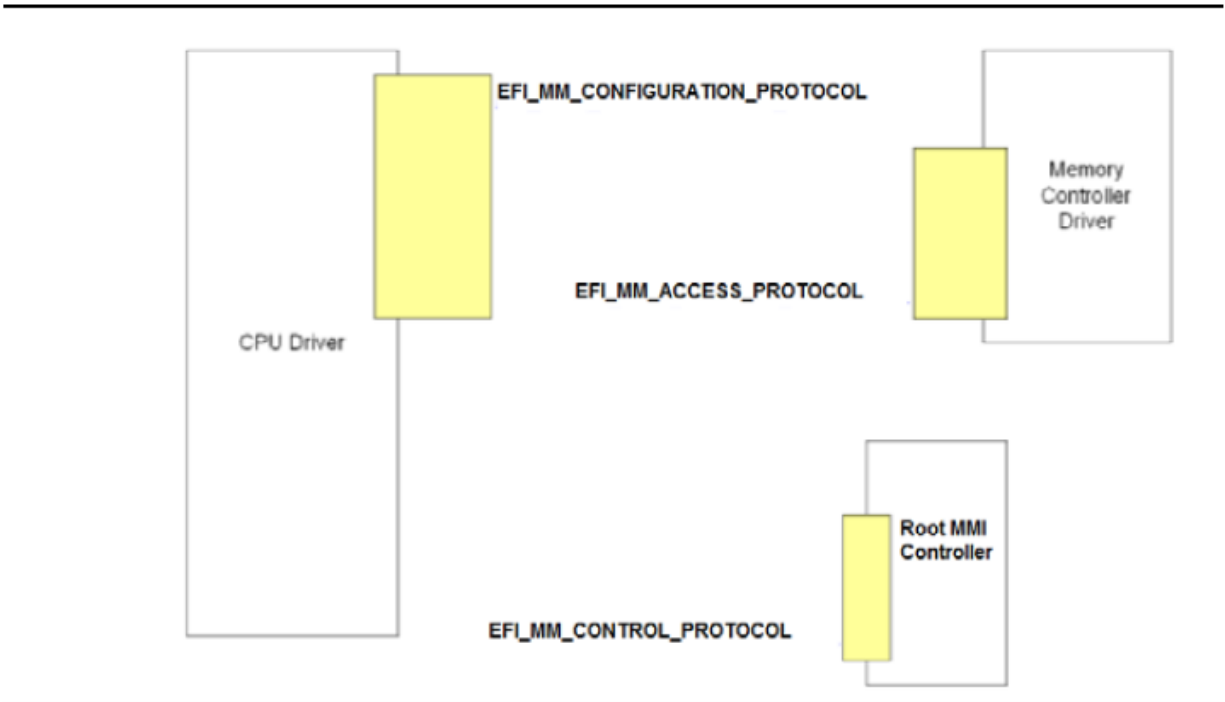 EFI_MM_CONFIGURATION_PROTOCOL
Memory
Controller
Driver
EFI_MM_ACCESS_PROTOCOL
CPU Driver
Root MMI
Controller
EFI_MM_CONTROL_PROTOCOL